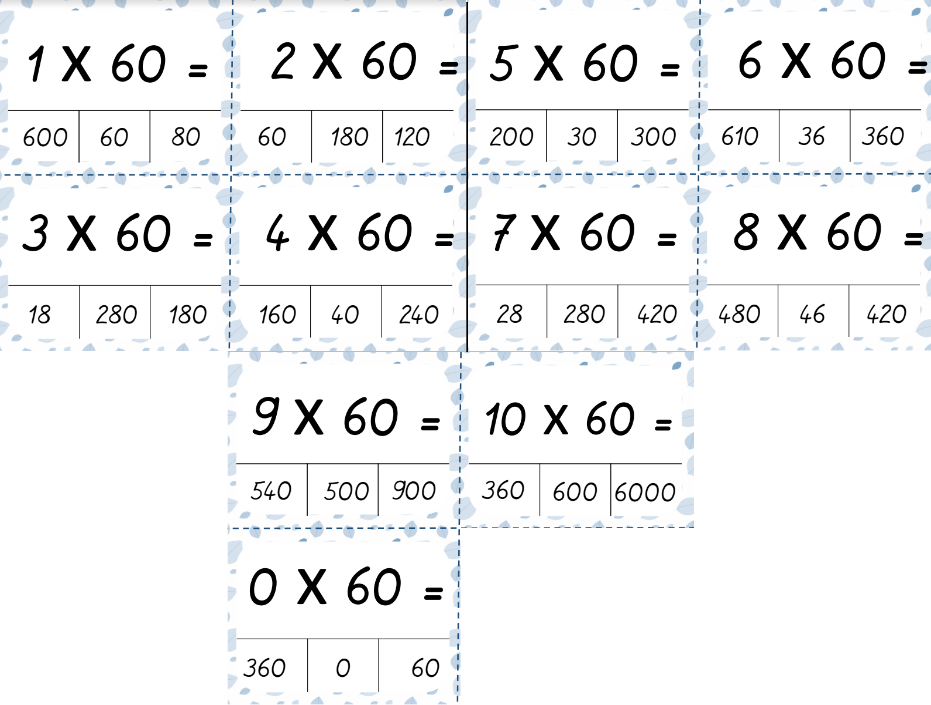 1 X 60 =
600 60 80
2 X 60 =
60 180 120
5 X 60 =
200 30 300
6 X 60 =
610 36 360
3 X 60 =
18 280 180
4 X 60 =
160 40 240
7 X 60 =
28 280 420
8 X 60 =
480 46 420
9 X 60 =
540 500 900
10 X 60 =
360 600 6000
0 X 60 =
360 0 60